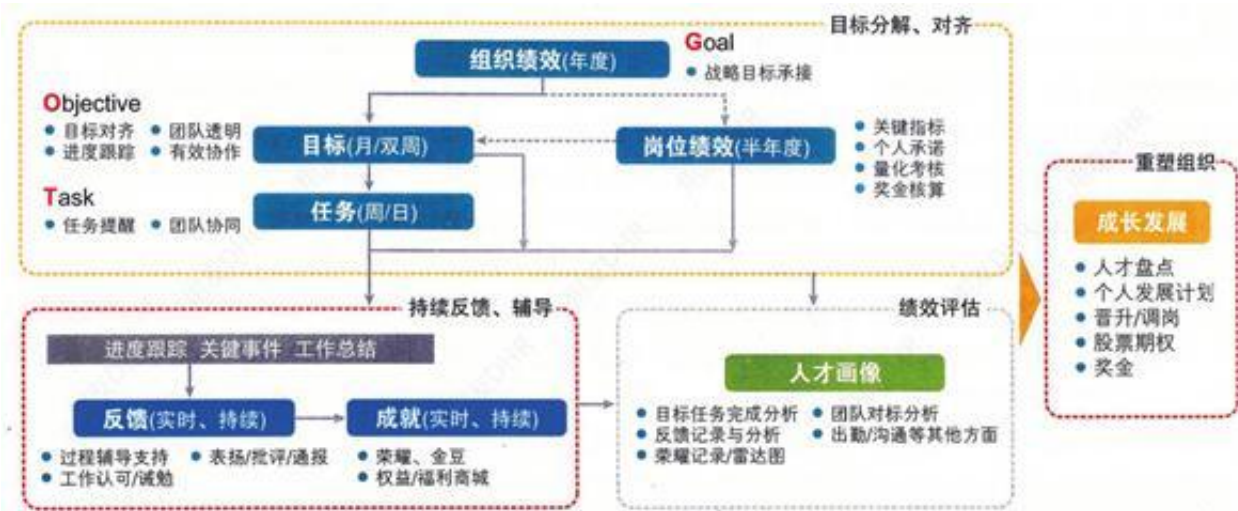 目标分解、对齐
组织绩效(年度)
Goal
• 战略目标承接
Objective
• 目标对齐 • 团队透明
• 进度跟踪 • 有效协作
目标(月/双周)
岗位绩效(半年度)
• 关键指标
• 个人承诺
• 量化考核
• 奖金核算
Task
• 任务提醒 • 团队协同
任务(周/日)
持续反馈、辅导
进度跟踪 关键事件 工作总结
反馈(实时、持续)
成就(实时、持续)
• 过程辅导支持 • 表扬/批评/通报
• 工作认可/诫勉
• 荣耀、金豆
• 权益/福利商城
绩效评估
人才画像
• 目标任务完成分析 • 团队对标分析
• 反馈记录与分析 • 出勤/沟通等其他方面
• 荣耀记录/雷达图
重塑组织
成长发展
• 人才盘点
• 个人发展计划
• 晋升/调岗
• 股票期权
• 奖金